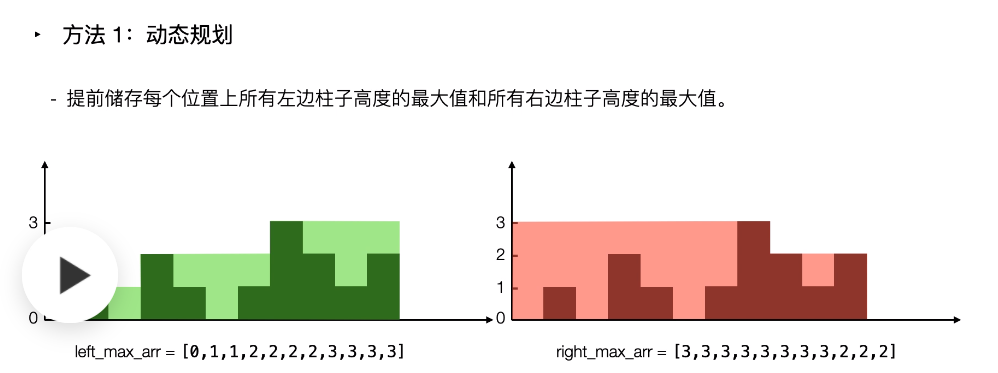 ‣ 方法 1：动态规划
- 提前储存每个位置上所有左边柱子高度的最大值和所有右边柱子高度的最大值。
3 3
2
1
0 0
left_max_arr = [0,1,1,2,2,2,2,3,3,3,3] right_max_arr = [3,3,3,3,3,3,3,3,2,2,2]